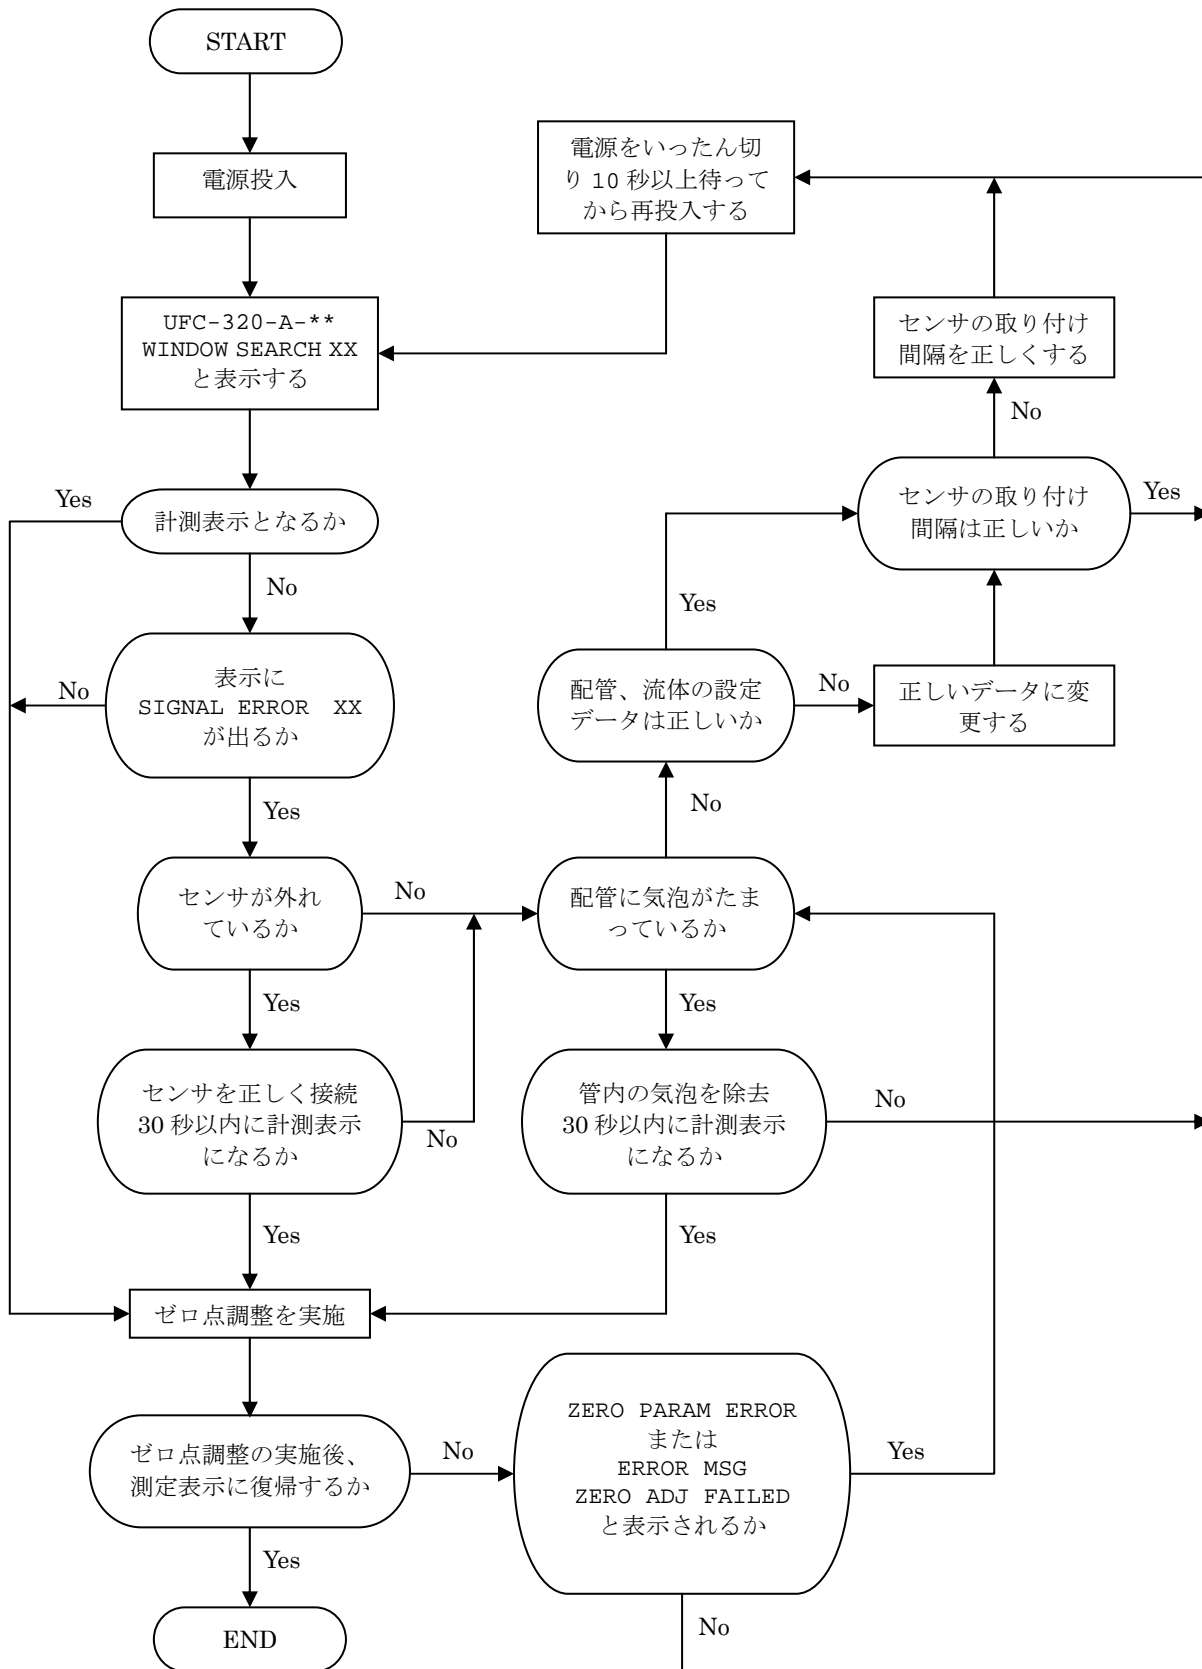 START
電源投入
電源をいったん切
り 10 秒以上待って
から再投入する
UFC-320-A-**
WINDOW SEARCH XX
と表示する
センサの取り付け
間隔を正しくする
No
Yes
計測表示となるか
センサの取り付け
間隔は正しいか
Yes
No
Yes
表示に
SIGNAL ERROR XX
が出るか
No
配管、流体の設定
データは正しいか
No
正しいデータに変
更する
Yes
No
センサが外れ
ているか
No
配管に気泡がたま
っているか
Yes
Yes
センサを正しく接続
30 秒以内に計測表示
になるか
No
管内の気泡を除去
30 秒以内に計測表示
になるか
No
Yes
Yes
ゼロ点調整を実施
ゼロ点調整の実施後、
測定表示に復帰するか
No
ZERO PARAM ERROR
または
ERROR MSG
ZERO ADJ FAILED
と表示されるか
Yes
Yes
No
END